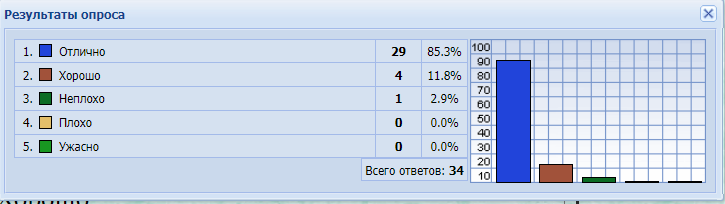 Результаты опроса
1. Отлично 29 85.3%
2. Хорошо 4 11.8%
3. Неплохо 1 2.9%
4. Плохо 0 0.0%
5. Ужасно 0 0.0%
Всего ответов: 34
100
90
80
70
60
50
40
30
20
10